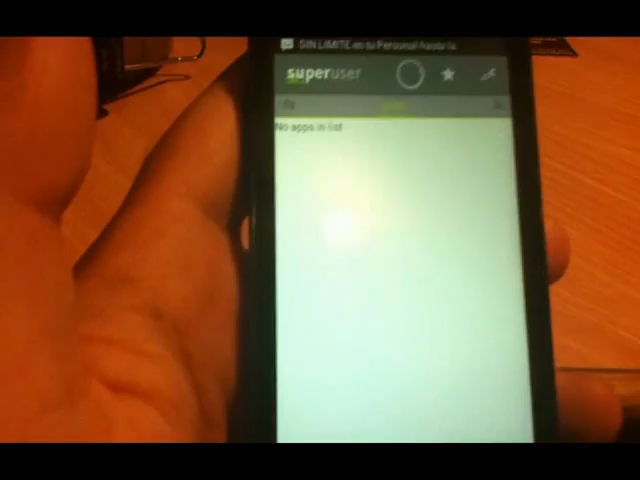 SIN LIMITE en tu Personal hasta la
superuser
No apps in list